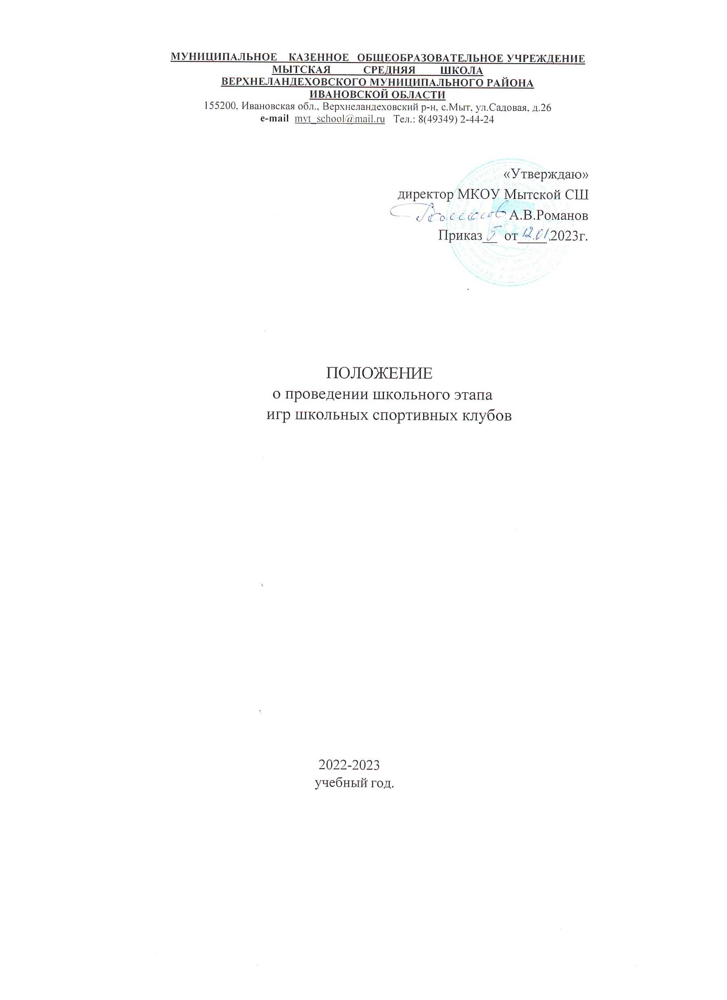 МУНИЦИПАЛЬНОЕ КАЗЕННОЕ ОБЩЕОБРАЗОВАТЕЛЬНОЕ УЧРЕЖДЕНИЕ
МЫТСКАЯ СРЕДНЯЯ ШКОЛА
ВЕРХНЕЛАНДЕХОВСКОГО МУНИЦИПАЛЬНОГО РАЙОНА
ИВАНОВСКОЙ ОБЛАСТИ
155200, Ивановская обл., Верхнеландеховский р-н, с.Мыт, ул.Садовая, д.26
e-mail myt_school@mail.ru Тел.: 8(49349) 2-44-24
«Утверждаю»
директор МКОУ Мытской СШ
А.В.Романов
Приказ 5 от 12.01.2023г.
ПОЛОЖЕНИЕ
о проведении школьного этапа
игр школьных спортивных клубов
2022-2023
учебный год.